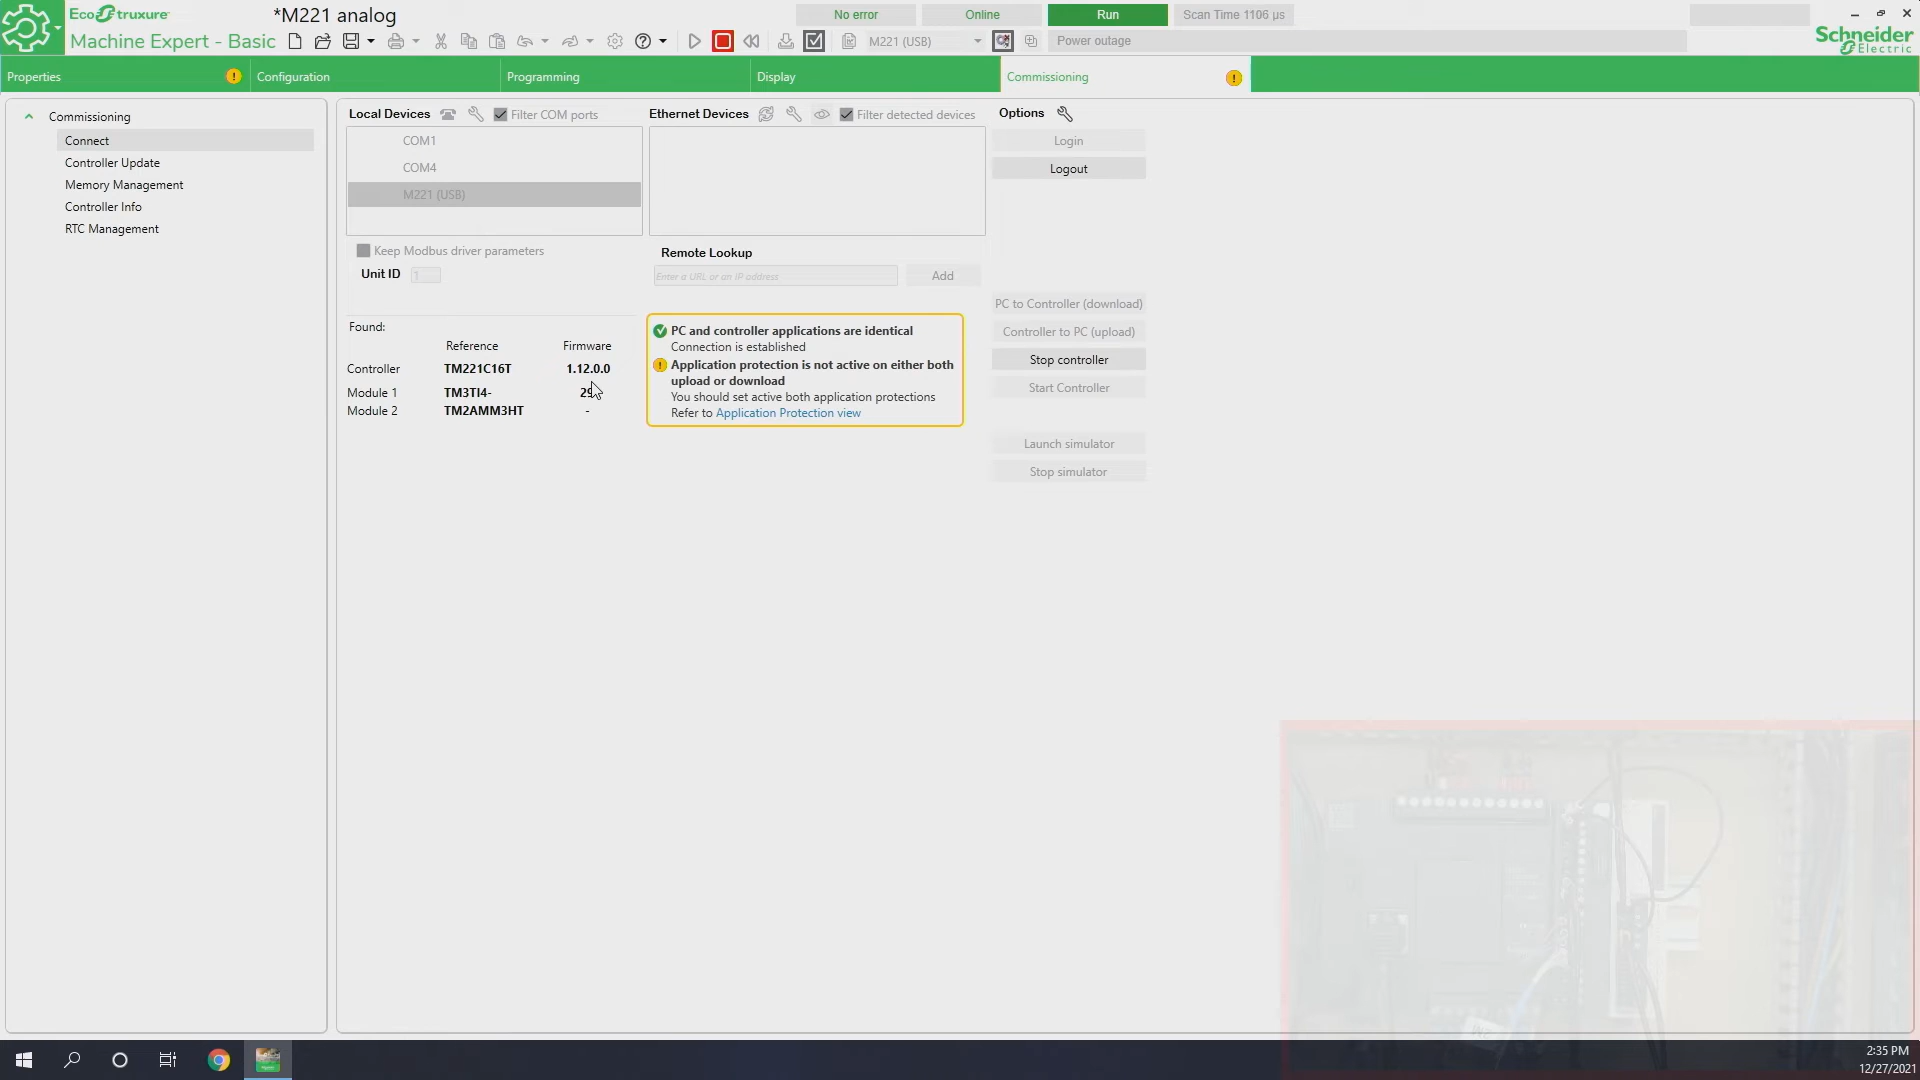 EcoStruxure
Machine Expert - Basic
*M221 analog
No error
Online
Run
Scan Time 1106 µs
M221 (USB)
Power outage
Schneider
Electric
Properties
Configuration
Programming
Display
Commissioning
Commissioning
Connect
Controller Update
Memory Management
Controller Info
RTC Management
Local Devices
Filter COM ports
COM1
COM4
M221 (USB)
Keep Modbus driver parameters
Unit ID 1
Ethernet Devices
Filter detected devices
Remote Lookup
Enter a URL or an IP address
Add
Options
Login
Logout
PC to Controller (download)
Controller to PC (upload)
Stop controller
Start Controller
Launch simulator
Stop simulator
Found:
Reference Firmware
Controller TM221C16T 1.12.0.0
Module 1 TM3TI4-
Module 2 TM2AMM3HT -
PC and controller applications are identical
Connection is established
Application protection is not active on either both
upload or download
You should set active both application protections
Refer to Application Protection view
2:35 PM
12/27/2021